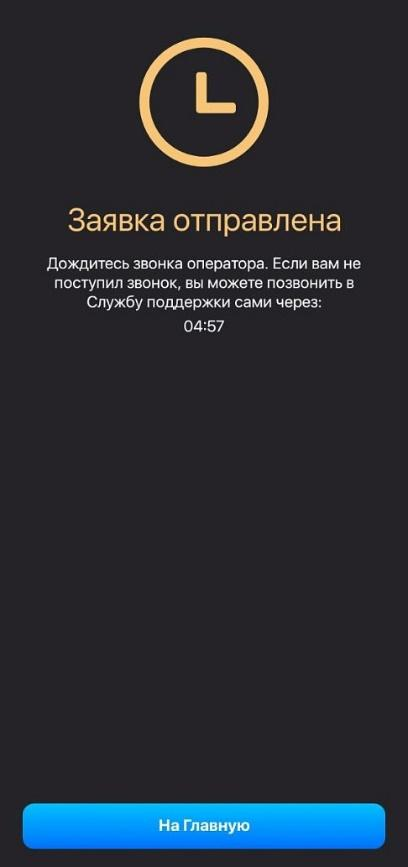 Заявка отправлена
Дождитесь звонка оператора. Если вам не
поступил звонок, вы можете позвонить в
Службу поддержки сами через:
04:57
На Главную